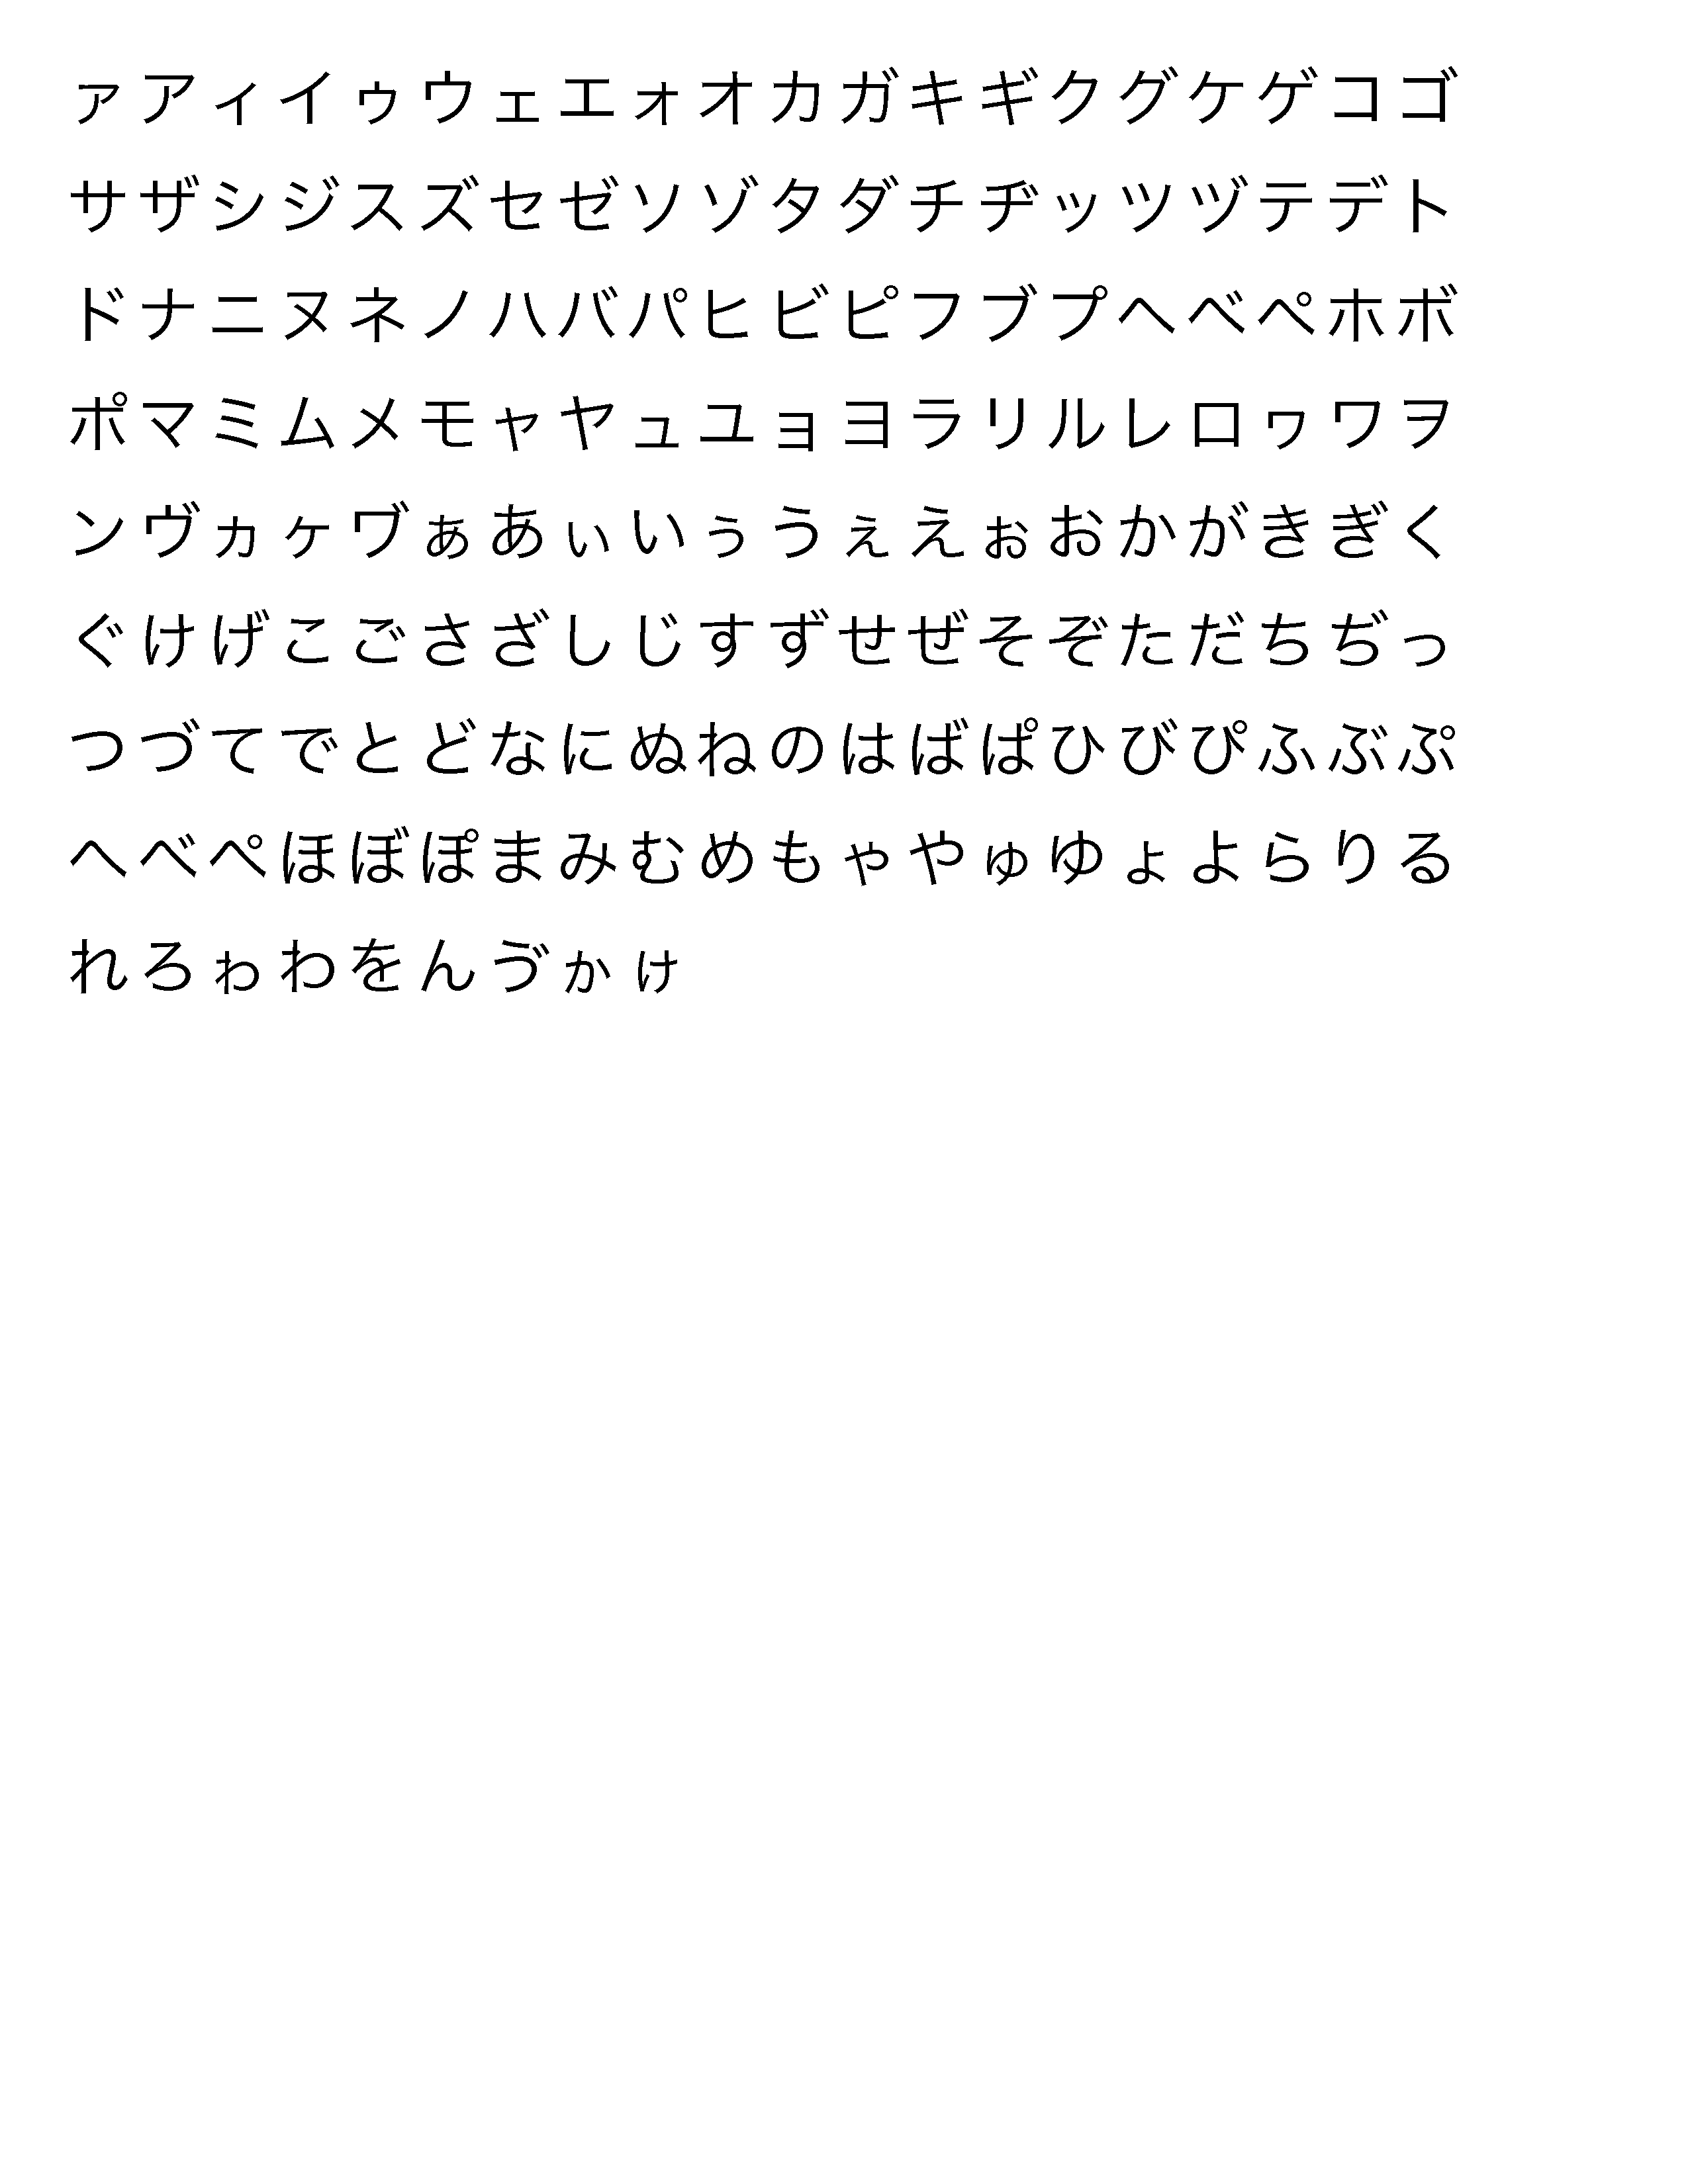 ァアィイゥウェエォオカガキギクグケゲコゴ
サザシジスズセゼソゾタダチヂッツヅテデト
ドナニヌネノハバパヒビピフブプヘベペホボ
ポマミムメモャヤュユョヨラリルレロヮワヲ
ンヴヵヶヷぁあぃいぅうぇえぉおかがきぎく
ぐけげこごさざしじすずせぜそぞただちぢっ
つづてでとどなにぬねのはばぱひびぴふぶぷ
へべぺほぼぽまみむめもゃやゅゆょよらりる
れろゎわをんゔゕゖ